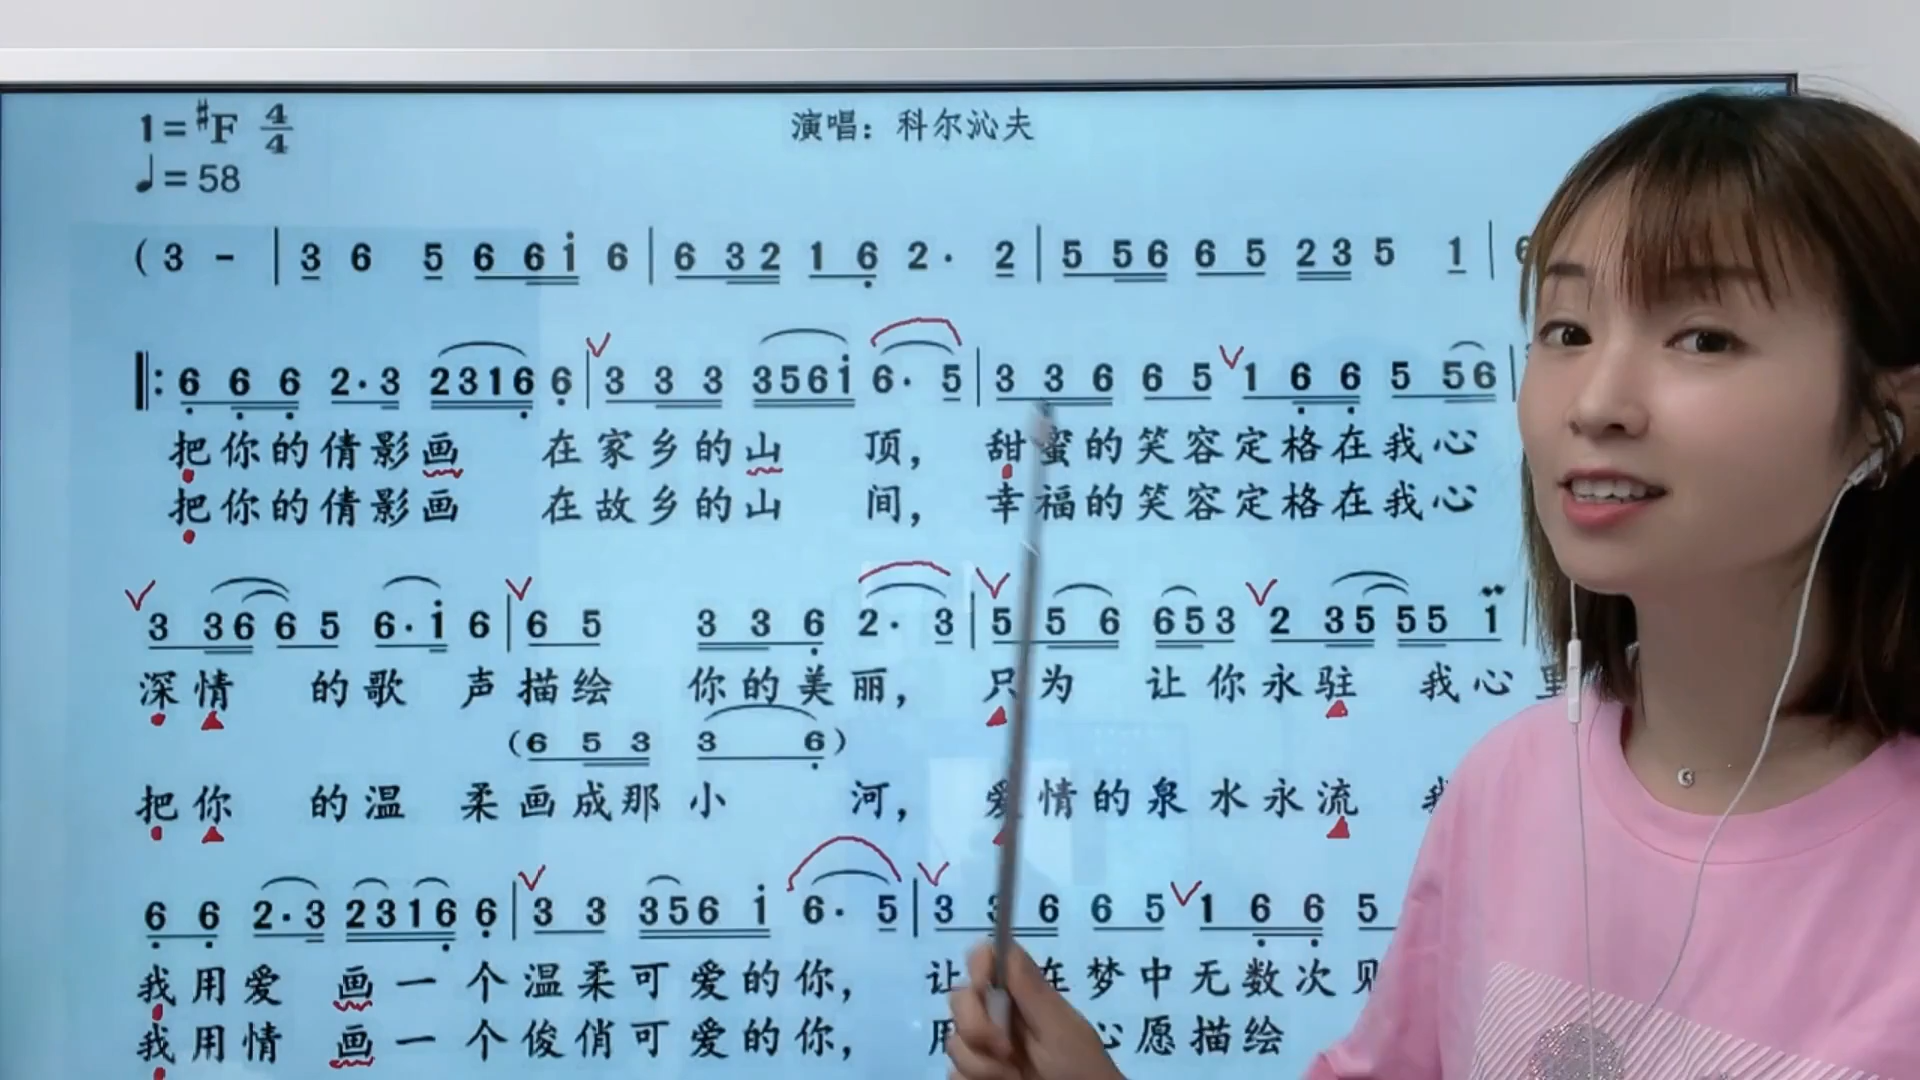 1=♯F 4/4
演唱：科尔沁夫
♩=58
(3 - | 3 6 5 6 6 i 6 | 6 3 2 1 6 2· 2 | 5 5 6 6 5 2 3 5 1 |
6 6 6 2·3 2316 6 | 3 3 3 3561 6· 5 | 3 3 6 6 5 1 6 6 5 56 |
把你的倩影画 在家乡的山 顶， 甜蜜的笑容定格在我心
把你的倩影画 在故乡的山 间， 幸福的笑容定格在我心
3 36 6 5 6·i 6 | 6 5 3 3 6 2· 3 | 5 5 6 653 2 35 55 1 |
深情 的歌 声描绘 你的美丽， 只为 让你永驻 我心
(6 5 3 3 6)
把你 的温 柔画成那 小 河， 爱情的泉水永流
6 6 2·3 2316 6 | 3 3 356 i 6· 5 | 3 3 6 6 5 1 6 6 5
我用爱 画一个温柔可爱的你， 让 在梦中无数次见
我用情 画一个俊俏可爱的你， 用 心愿描绘